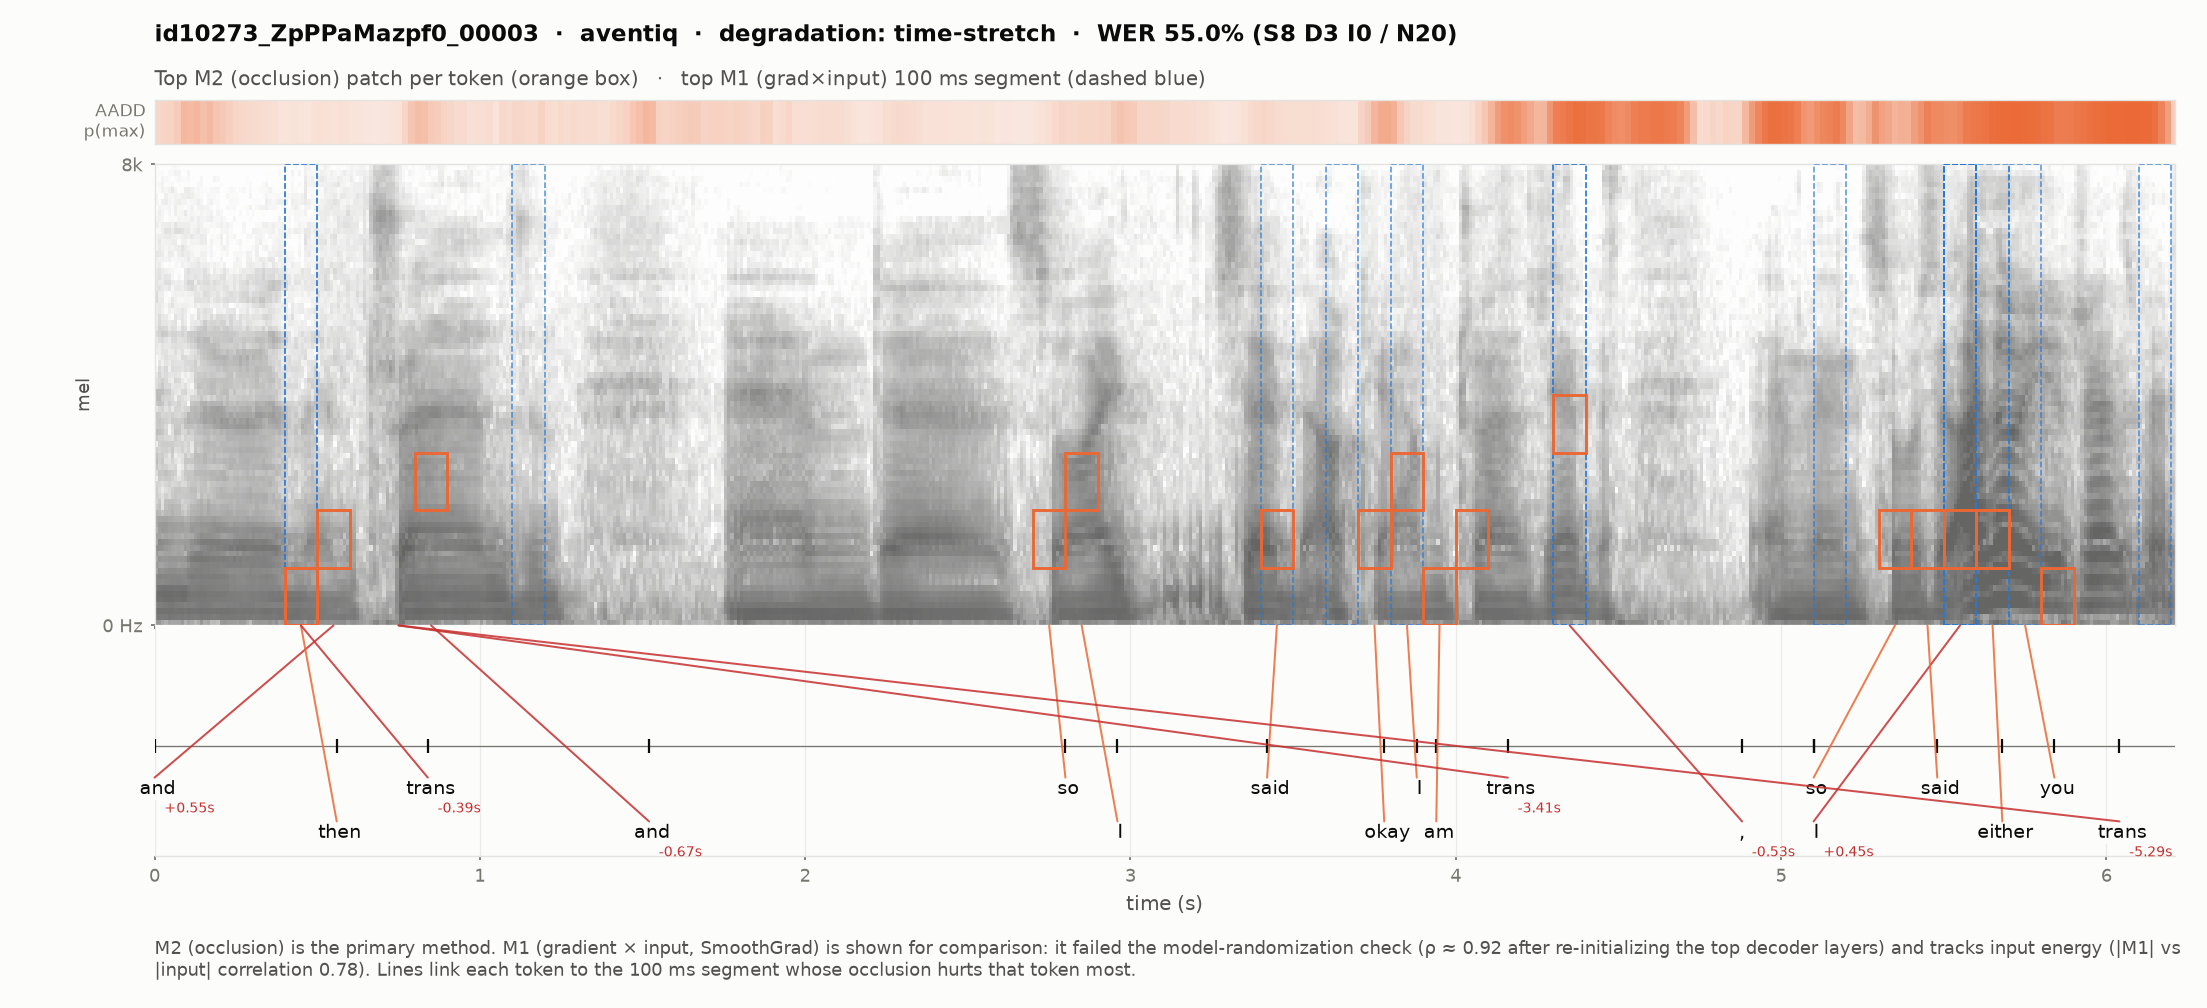 id10273_ZpPPaMazpf0_00003 · aventiq · degradation: time-stretch · WER 55.0% (S8 D3 I0 / N20)
Top M2 (occlusion) patch per token (orange box) · top M1 (grad×input) 100 ms segment (dashed blue)
AADD
p(max)
8k
mel
0 Hz
and trans so said I trans so said you
+0.55s -0.39s -3.41s
then and I okay am , I either trans
-0.67s -0.53s +0.45s -5.29s
0 1 2 3 4 5 6
time (s)
M2 (occlusion) is the primary method. M1 (gradient × input, SmoothGrad) is shown for comparison: it failed the model-randomization check (ρ ≈ 0.92 after re-initializing the top decoder layers) and tracks input energy (|M1| vs
|input| correlation 0.78). Lines link each token to the 100 ms segment whose occlusion hurts that token most.